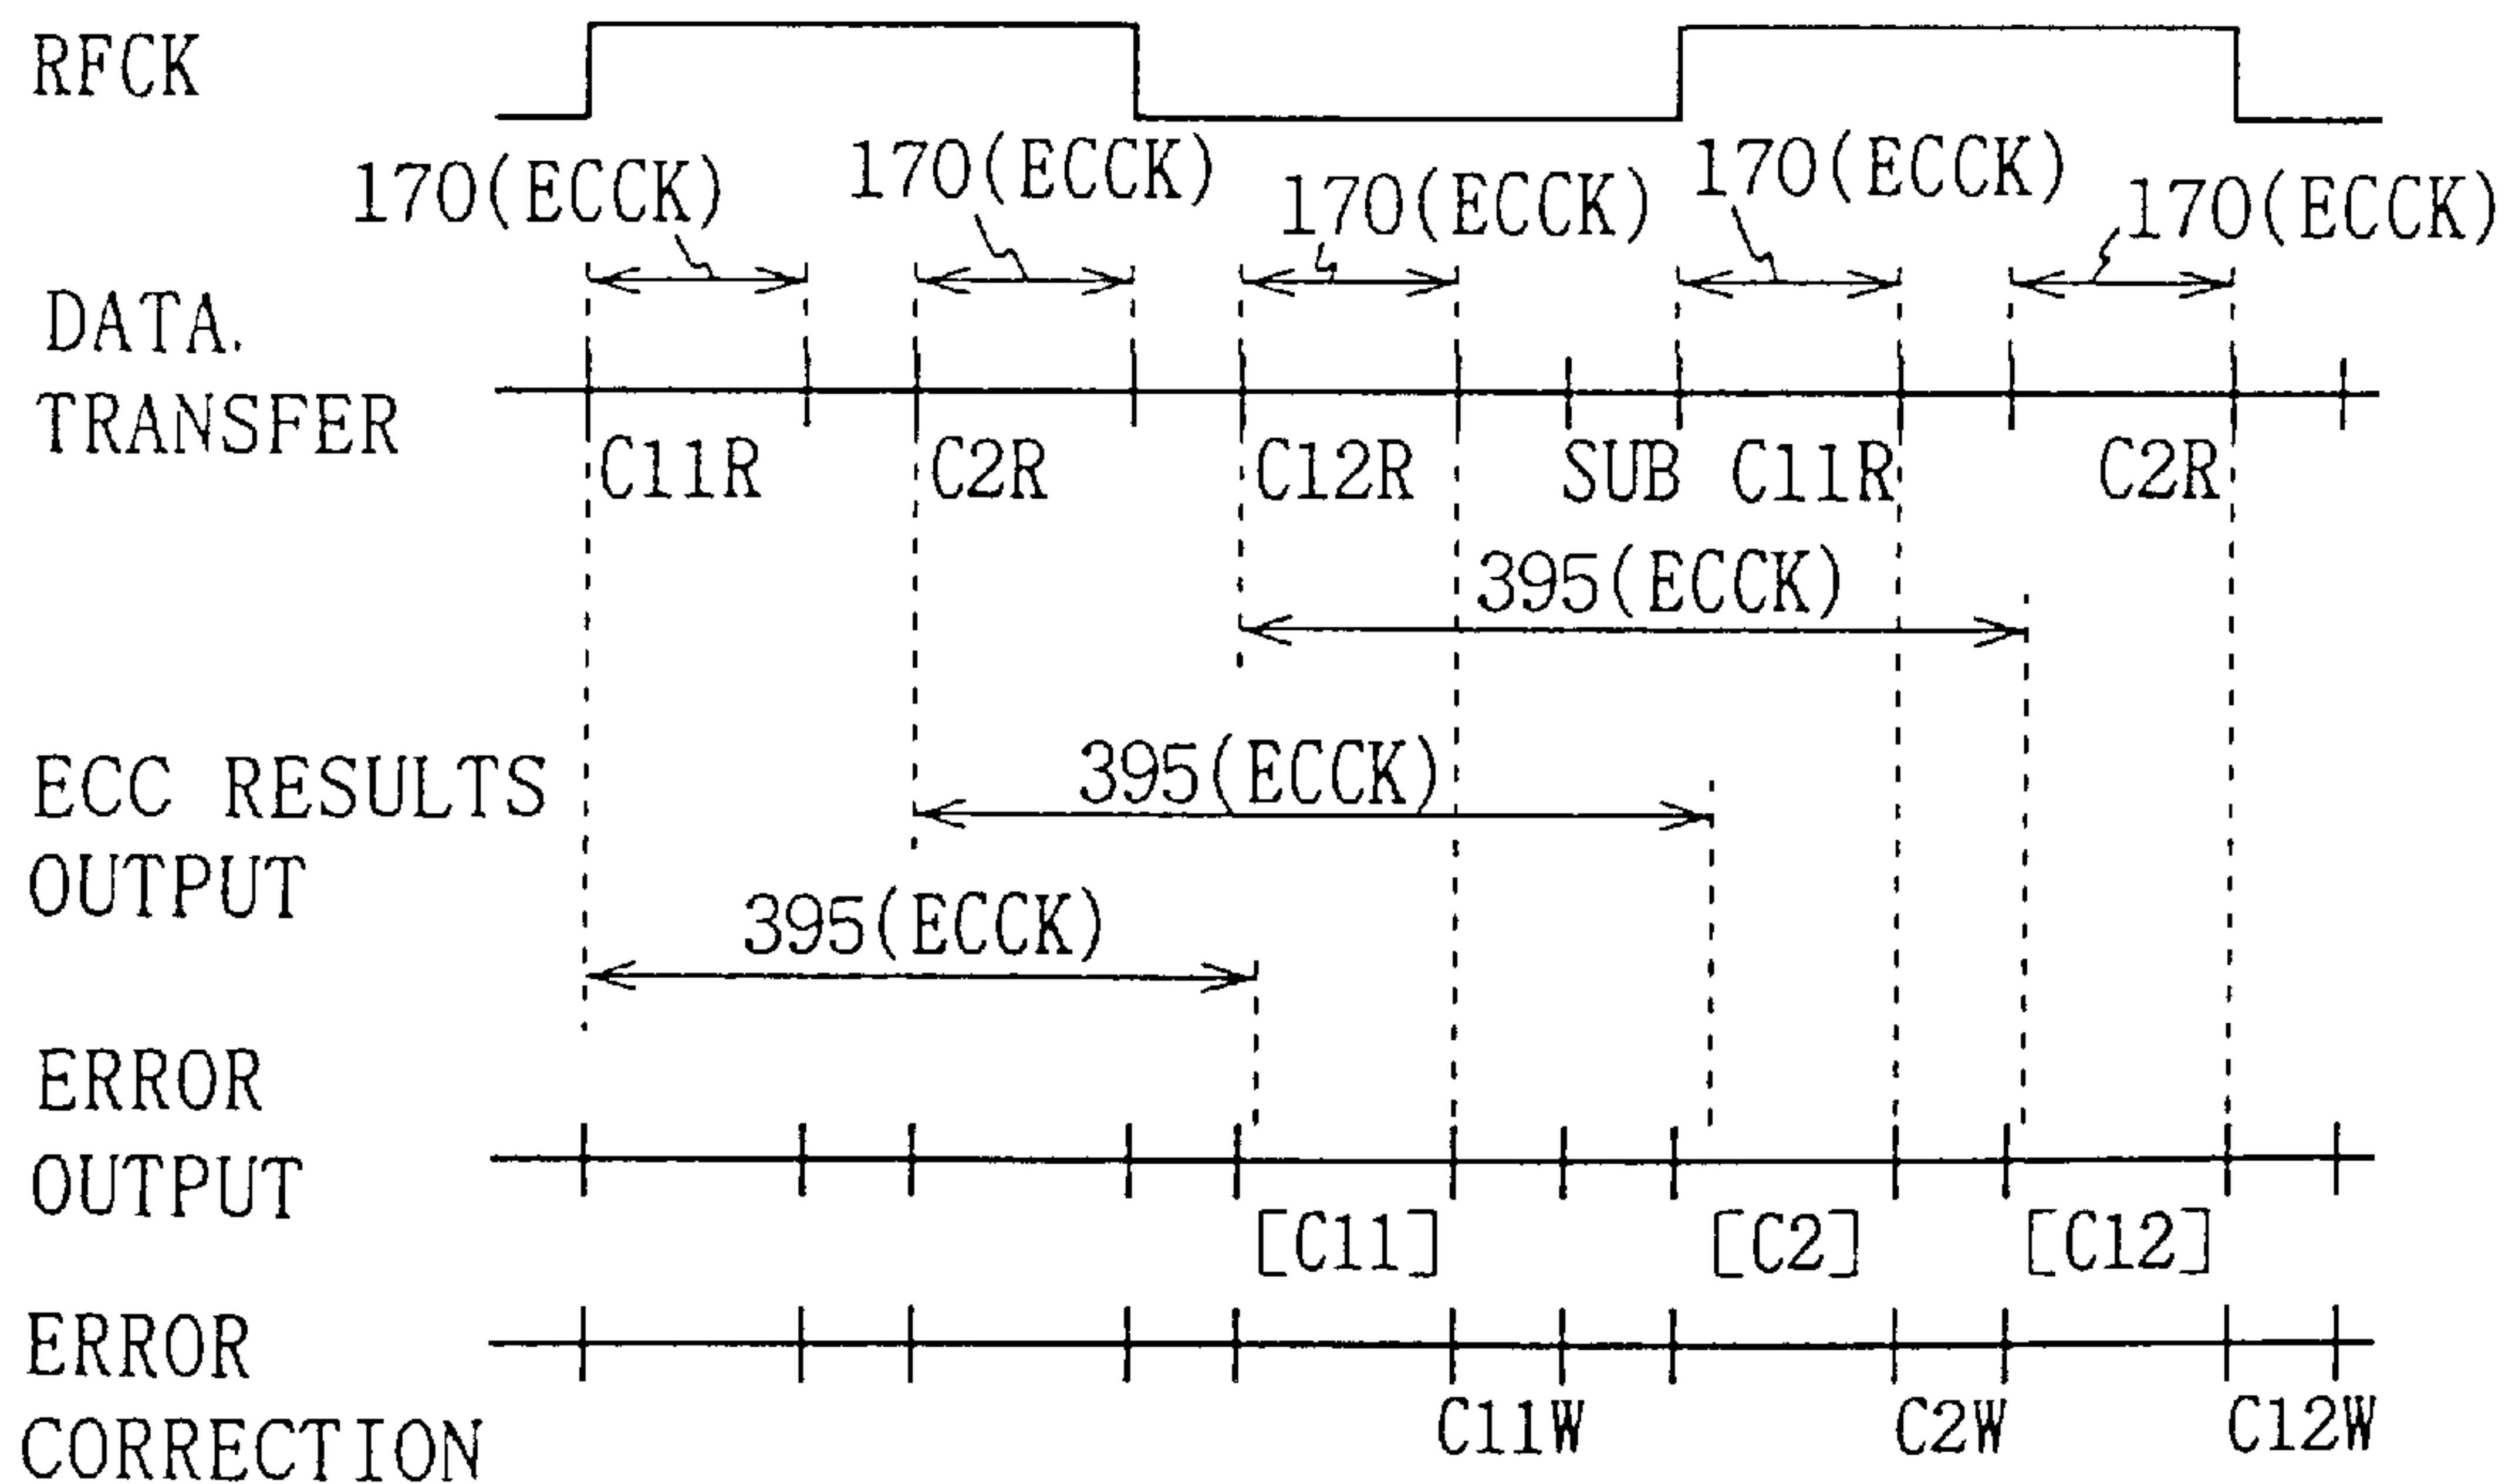 RFCK
170(ECCK)
170(ECCK)
170(ECCK)
170(ECCK)
170(ECCK)
DATA.
TRANSFER
C11R
C2R
C12R
SUB
C11R
C2R
395(ECCK)
ECC RESULTS
OUTPUT
395(ECCK)
395(ECCK)
ERROR
OUTPUT
[C11]
[C2]
[C12]
ERROR
CORRECTION
C11W
C2W
C12W